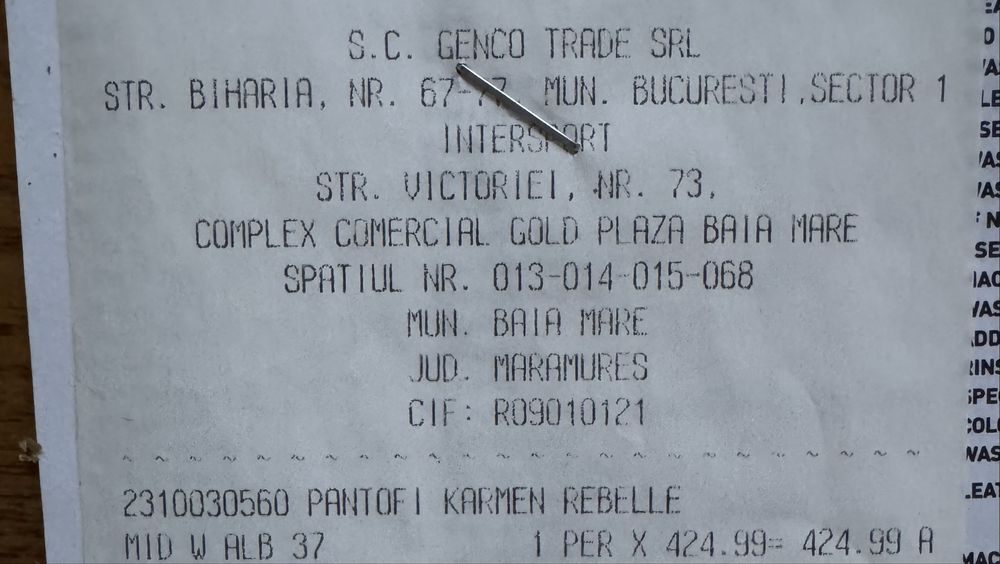 S.C. GENCO TRADE SRL
STR. BIHARIA, NR. 67-77, MUN. BUCURESTI,SECTOR 1
INTERSPORT
STR. VICTORIEI, NR. 73,
COMPLEX COMERCIAL GOLD PLAZA BAIA MARE
SPATIUL NR. 013-014-015-068
MUN. BAIA MARE
JUD. MARAMURES
CIF: RO9010121
~ ~ ~ ~ ~ ~ ~ ~ ~ ~ ~ ~ ~ ~ ~ ~ ~ ~ ~ ~ ~ ~ ~ ~
2310030560 PANTOFI KARMEN REBELLE
MID W ALB 37 1 PER X 424.99= 424.99 A